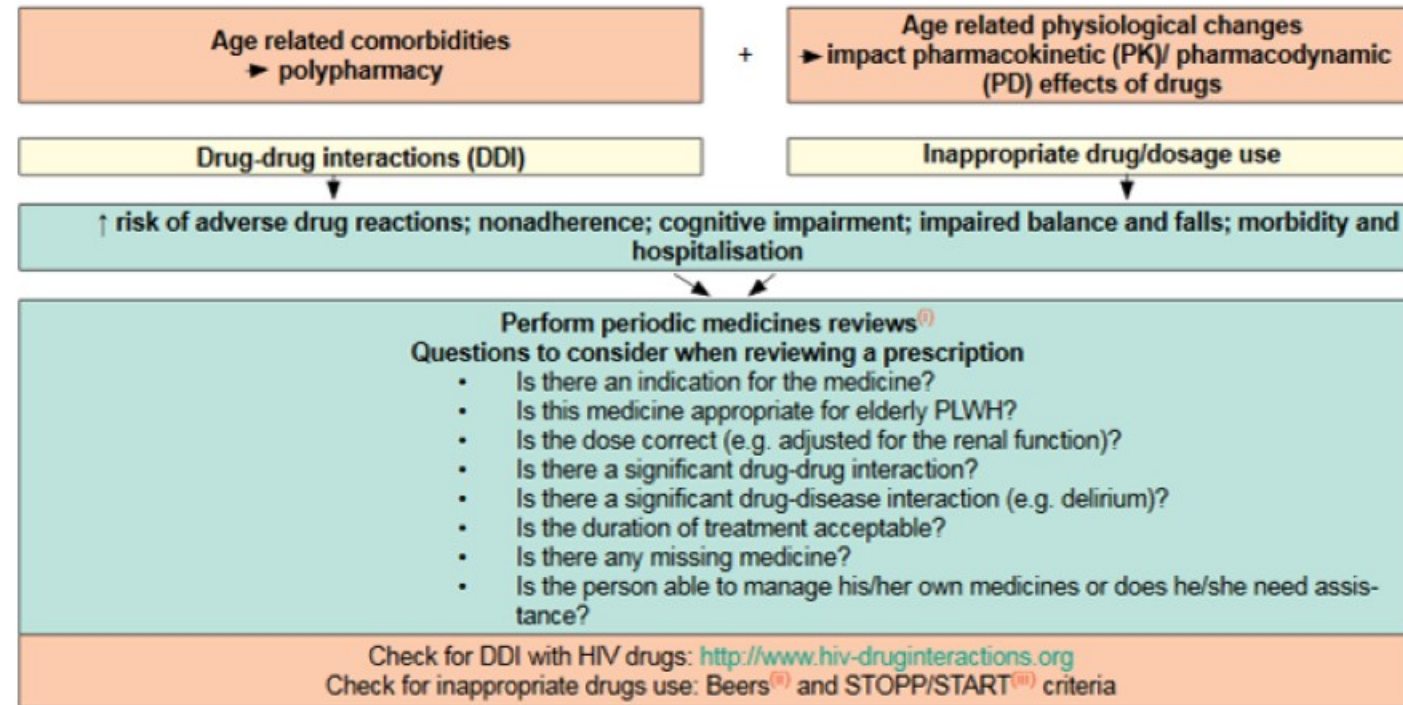 Age related comorbidities
➤ polypharmacy
+
Age related physiological changes
➤ impact pharmacokinetic (PK)/ pharmacodynamic
(PD) effects of drugs
Drug-drug interactions (DDI)
Inappropriate drug/dosage use
↑ risk of adverse drug reactions; nonadherence; cognitive impairment; impaired balance and falls; morbidity and
hospitalisation
Perform periodic medicines reviews(i)
Questions to consider when reviewing a prescription
• Is there an indication for the medicine?
• Is this medicine appropriate for elderly PLWH?
• Is the dose correct (e.g. adjusted for the renal function)?
• Is there a significant drug-drug interaction?
• Is there a significant drug-disease interaction (e.g. delirium)?
• Is the duration of treatment acceptable?
• Is there any missing medicine?
• Is the person able to manage his/her own medicines or does he/she need assis-
tance?
Check for DDI with HIV drugs: http://www.hiv-druginteractions.org
Check for inappropriate drugs use: Beers(ii) and STOPP/START(iii) criteria